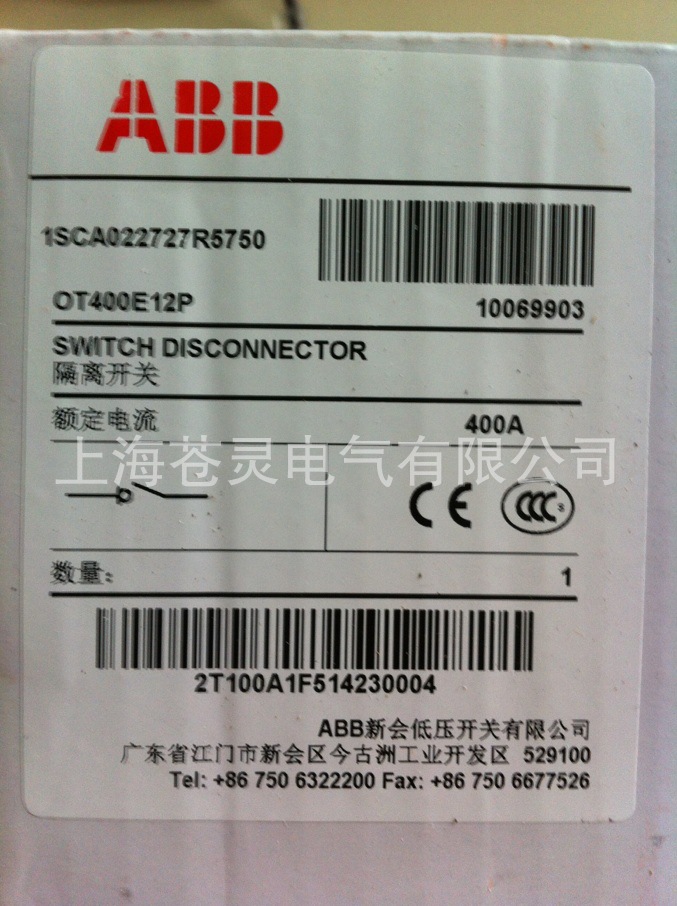 ABB
1SCA022727R5750
OT400E12P
10069903
SWITCH DISCONNECTOR
隔离开关
额定电流 400A
上海苍灵电气有限公司
CE CCC S
数量: 1
2T100A1F514230004
ABB新会低压开关有限公司
广东省江门市新会区今古洲工业开发区 529100
Tel: +86 750 6322200 Fax: +86 750 6677526